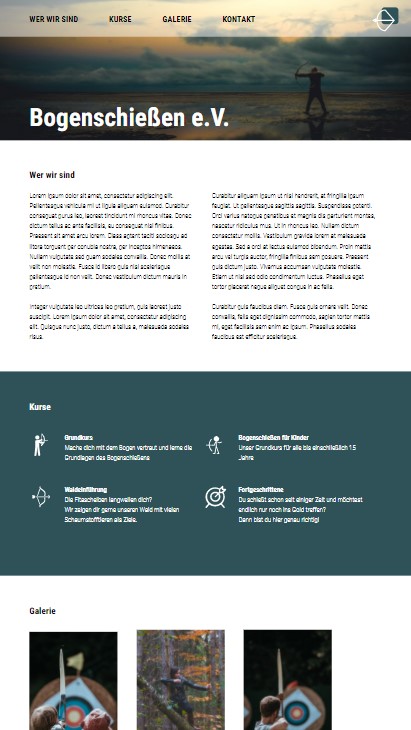 WER WIR SIND KURSE GALERIE KONTAKT
Bogenschießen e.V.
Wer wir sind
Lorem ipsum dolor sit amet, consectetur adipiscing elit.
Pellentesque vehicula mi ut ligula aliquam euismod. Curabitur
consequat purus leo, laoreet tincidunt mi rhoncus vitae. Donec
dictum tellus ac ante facilisis, eu consequat nisl finibus.
Praesent sit amet arcu lorem. Class aptent taciti sociosqu ad
litora torquent per conubia nostra, per inceptos himenaeos.
Nullam vulputate sed quam sodales convallis. Donec mollis at
velit non molestie. Fusce id libero quis nisl scelerisque
pellentesque id non velit. Donec vestibulum dictum mauris in
pretium.
Integer vulputate leo ultrices leo pretium, quis laoreet justo
suscipit. Lorem ipsum dolor sit amet, consectetur adipiscing
elit. Quisque nunc justo, dictum a tellus a, malesuada sodales
risus.
Curabitur aliquam ipsum ut nisl hendrerit, at fringilla ipsum
feugiat. Ut pellentesque sagittis sagittis. Suspendisse potenti.
Orci varius natoque penatibus et magnis dis parturient montes,
nascetur ridiculus mus. Ut in rhoncus leo. Nullam dictum
consectetur mollis. Vestibulum gravida lorem at malesuada
egestas. Sed a orci at lectus euismod bibendum. Proin mattis
arcu vel turpis auctor, fringilla finibus sem posuere. Praesent
quis dictum justo. Vivamus accumsan vulputate molestie.
Etiam ut nisl sed odio condimentum luctus. Praesent eget
tortor placerat neque aliquet congue in ac felis.
Curabitur quis faucibus diam. Fusce quis ornare velit. Donec
convallis, felis eget dignissim commodo, sapien tortor mattis
mi, eget facilisis sem enim ac ipsum. Phasellus sodales
faucibus est efficitur scelerisque.
Kurse
Grundkurs
Mache dich mit dem Bogen vertraut und lerne die
Grundlagen des Bogenschießens
Bogenschießen für Kinder
Unser Grundkurs für alle bis einschließlich 15
Jahre
Waldeinführung
Die Fitascheiben langweilen dich?
Wir zeigen dir gerne unseren Wald mit vielen
Schaumstofftieren als Ziele.
Fortgeschrittene
Du schießt schon seit einiger Zeit und möchtest
endlich nur noch ins Gold treffen?
Dann bist du hier genau richtig!
Galerie